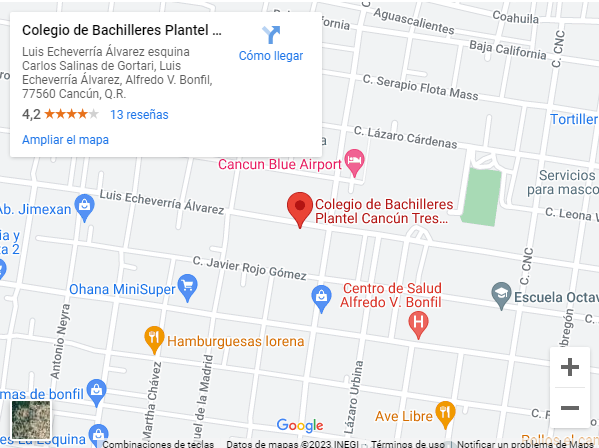 Colegio de Bachilleres Plantel ...
Luis Echeverría Álvarez esquina
Carlos Salinas de Gortari, Luis
Echeverría Álvarez, Alfredo V. Bonfil,
77560 Cancún, Q.R.
4,2 13 reseñas
Ampliar el mapa
Cómo llegar
Aguascalientes
Coahuila
Baja California
C. CNC
C. Serapio Flota Mass
Tortiller
C. Lázaro Cárdenas
Cancun Blue Airport
Servicios
para masco
Luis Echeverría Álvarez
Ab. Jimexan
Colegio de Bachilleres
Plantel Cancún Tres...
C. Leona V
ia y
ta 2
C. CNC
C. Javier Rojo Gómez
Ohana MiniSuper
Centro de Salud
Alfredo V. Bonfil
Escuela Octav
Antonio Neyra
Hamburguesas lorena
Obregón
Martha Chávez
uel de la Madrid
Lázaro Urbina
mas de bonfil
Ave Libre
La Esquina
Google
Combinaciones de teclas
Datos de mapas ©2023 INEGI
Términos de uso
Notificar un problema de Maps